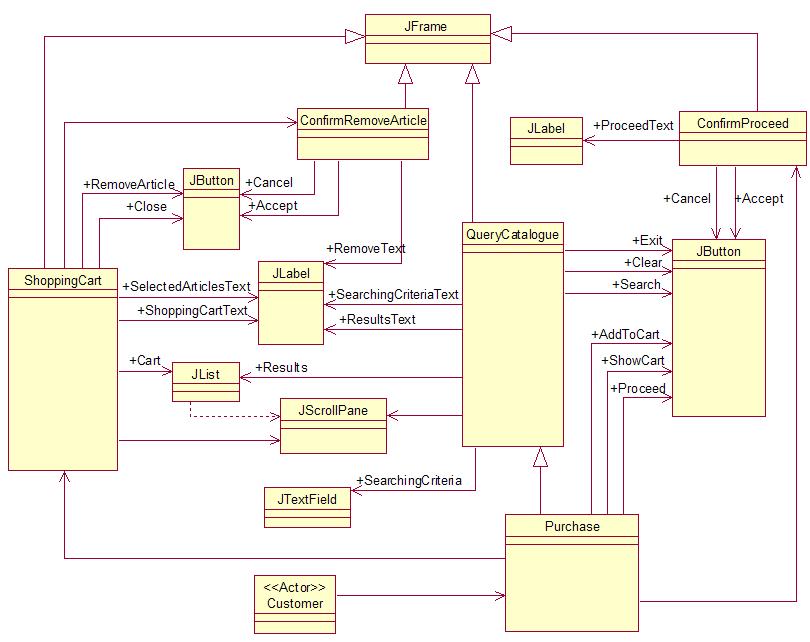 JFrame
ConfirmRemoveArticle
JLabel
+ProceedText
ConfirmProceed
+RemoveArticle
JButton
+Cancel
+Close
+Accept
+Cancel
+Accept
+RemoveText
QueryCatalogue
+Exit
JButton
+Clear
+Search
ShoppingCart
+SelectedArticlesText
JLabel
+SearchingCriteriaText
+ShoppingCartText
+ResultsText
+AddToCart
+Cart
JList
+Results
+ShowCart
+Proceed
JScrollPane
+SearchingCriteria
JTextField
Purchase
<<Actor>>
Customer